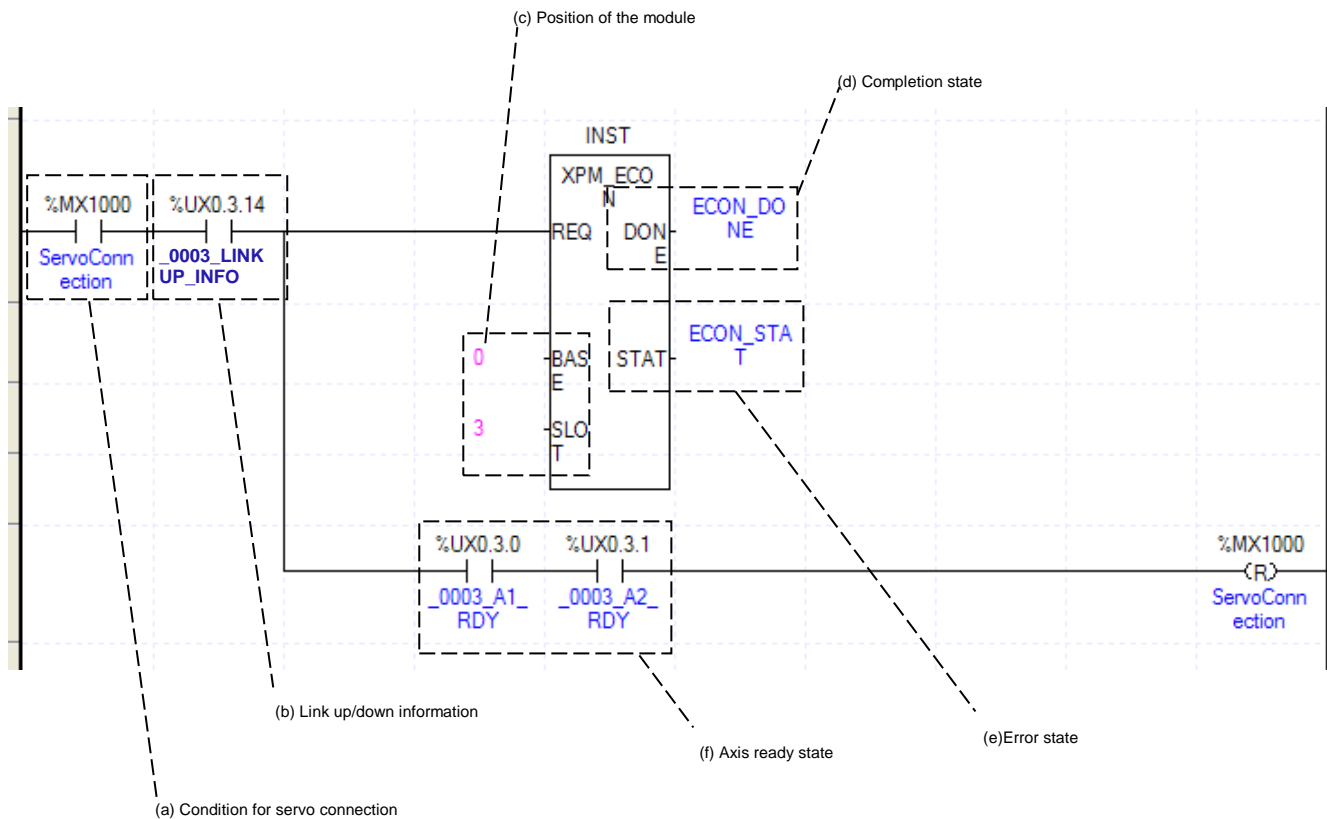 (c) Position of the module
(d) Completion state
INST
XPM_ECO
N
%MX1000
%UX0.3.14
ECON_DO
NE
REQ
DON
E
ServoConn
ection
_0003_LINK
UP_INFO
ECON_STA
T
0
BAS
E
STAT
3
SLO
T
%UX0.3.0
%UX0.3.1
%MX1000
(R)
_0003_A1_
RDY
_0003_A2_
RDY
ServoConn
ection
(b) Link up/down information
(e)Error state
(f) Axis ready state
(a) Condition for servo connection